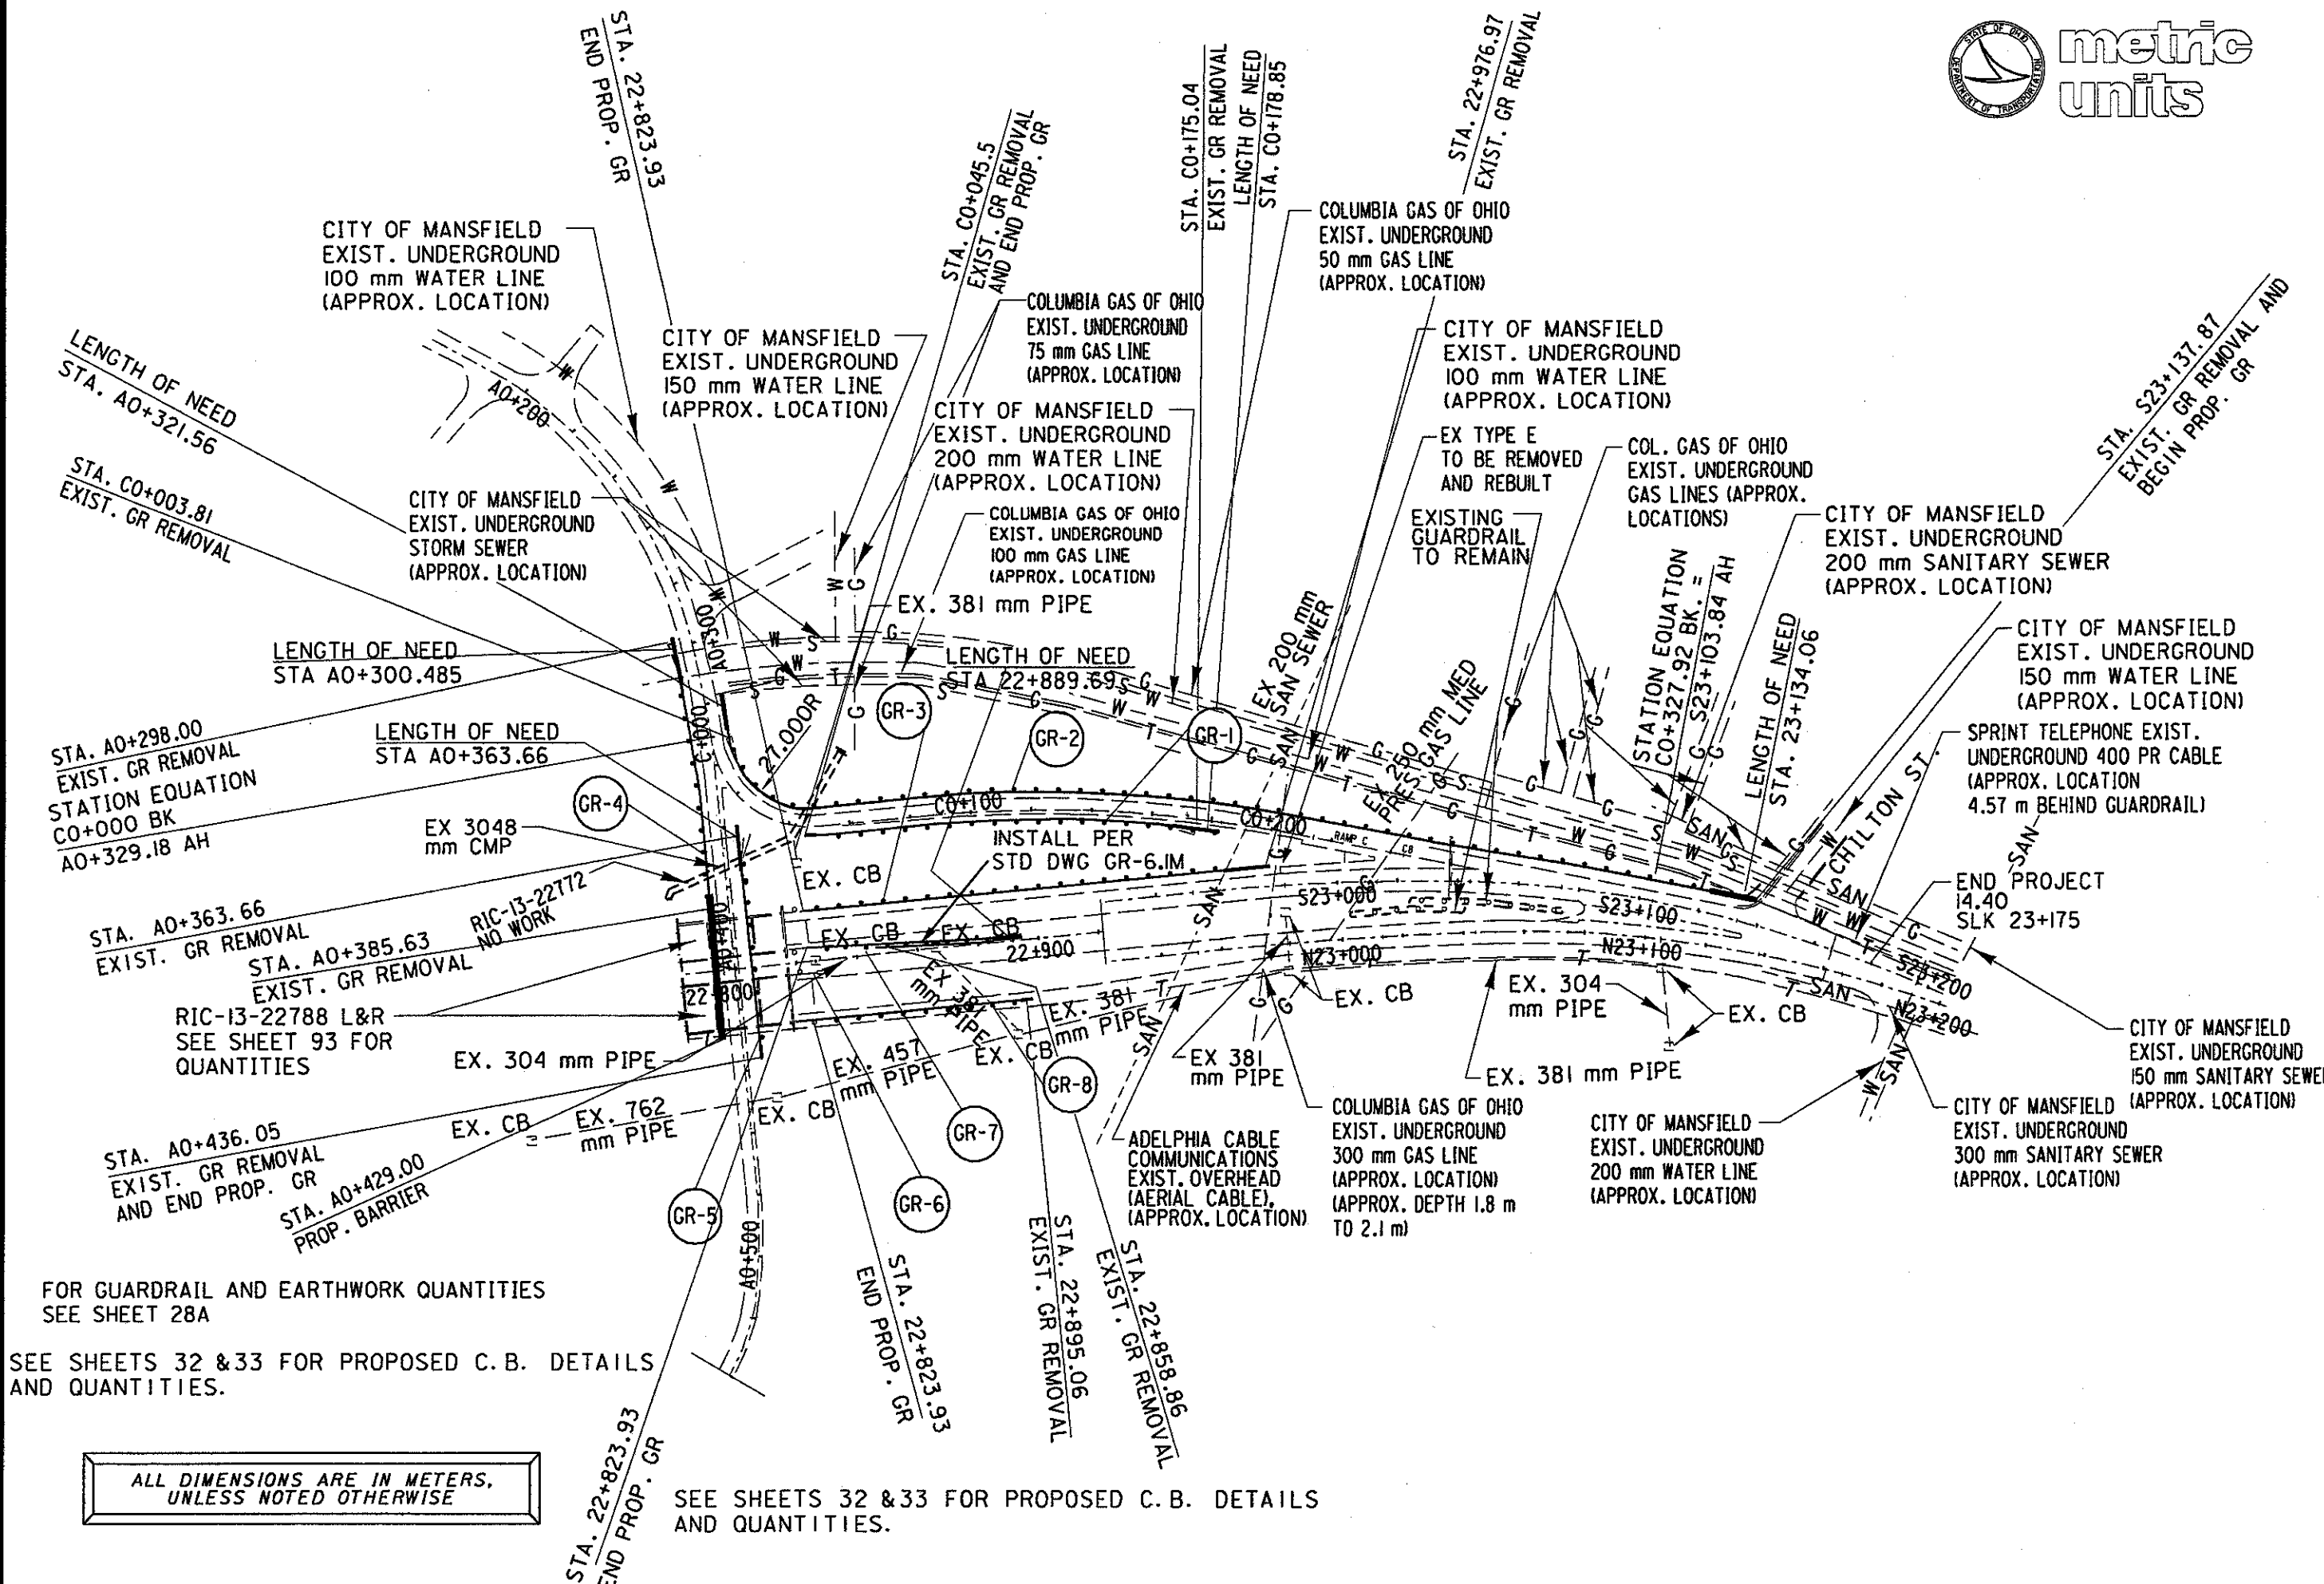 STATE OF OHIO
DEPARTMENT OF TRANSPORTATION
metric
units
STA. 22+823.93
END PROP. GR
STA. C0+045.5
EXIST. GR REMOVAL
AND END PROP. GR
STA. C0+175.04
EXIST. GR REMOVAL
LENGTH OF NEED
STA. C0+178.85
STA. 22+976.97
EXIST. GR REMOVAL
CITY OF MANSFIELD
EXIST. UNDERGROUND
100 mm WATER LINE
(APPROX. LOCATION)
COLUMBIA GAS OF OHIO
EXIST. UNDERGROUND
50 mm GAS LINE
(APPROX. LOCATION)
CITY OF MANSFIELD
EXIST. UNDERGROUND
150 mm WATER LINE
(APPROX. LOCATION)
COLUMBIA GAS OF OHIO
EXIST. UNDERGROUND
75 mm GAS LINE
(APPROX. LOCATION)
CITY OF MANSFIELD
EXIST. UNDERGROUND
200 mm WATER LINE
(APPROX. LOCATION)
COLUMBIA GAS OF OHIO
EXIST. UNDERGROUND
100 mm GAS LINE
(APPROX. LOCATION)
CITY OF MANSFIELD
EXIST. UNDERGROUND
100 mm WATER LINE
(APPROX. LOCATION)
EX TYPE E
TO BE REMOVED
AND REBUILT
EXISTING
GUARDRAIL
TO REMAIN
COL. GAS OF OHIO
EXIST. UNDERGROUND
GAS LINES (APPROX.
LOCATIONS)
STA. S23+137.87
EXIST. GR REMOVAL AND
BEGIN PROP. GR
CITY OF MANSFIELD
EXIST. UNDERGROUND
200 mm SANITARY SEWER
(APPROX. LOCATION)
CITY OF MANSFIELD
EXIST. UNDERGROUND
150 mm WATER LINE
(APPROX. LOCATION)
SPRINT TELEPHONE EXIST.
UNDERGROUND 400 PR CABLE
(APPROX. LOCATION
4.57 m BEHIND GUARDRAIL)
END PROJECT
14.40
SLK 23+175
STATION EQUATION
C0+327.92 BK. =
S23+103.84 AH
LENGTH OF NEED
STA. 23+134.06
CHILTON ST.
LENGTH OF NEED
STA. A0+321.56
STA. C0+003.81
EXIST. GR REMOVAL
CITY OF MANSFIELD
EXIST. UNDERGROUND
STORM SEWER
(APPROX. LOCATION)
LENGTH OF NEED
STA A0+300.485
STA. A0+298.00
EXIST. GR REMOVAL
STATION EQUATION
C0+000 BK
A0+329.18 AH
LENGTH OF NEED
STA A0+363.66
EX 3048
mm CMP
STA. A0+363.66
EXIST. GR REMOVAL
STA. A0+385.63
EXIST. GR REMOVAL
RIC-13-22772
NO WORK
RIC-13-22788 L&R
SEE SHEET 93 FOR
QUANTITIES
STA. A0+436.05
EXIST. GR REMOVAL
AND END PROP. GR
STA. A0+429.00
PROP. BARRIER
A0+200
A0+300
C0+000
A0+400
A0+500
27.000R
EX. 381 mm PIPE
LENGTH OF NEED
STA 22+889.69
GR-3
GR-2
GR-1
GR-4
C0+100
C0+200
RAMP C
CB
INSTALL PER
STD DWG GR-6.1M
EX 200 mm
SAN SEWER
EX 250 mm MED
PRES GAS LINE
EX. CB
EX. CB
EX. CB
22+800
22+900
S23+000
S23+100
S23+200
N23+000
N23+100
N23+200
EX 381
mm PIPE
EX. 381
mm PIPE
EX. 304 mm PIPE
EX. 457
mm PIPE
EX. CB
EX. CB
EX. 762
mm PIPE
EX. CB
EX 381
mm PIPE
EX. CB
EX. 304
mm PIPE
EX. CB
EX. 381 mm PIPE
GR-8
GR-7
GR-6
GR-5
ADELPHIA CABLE
COMMUNICATIONS
EXIST. OVERHEAD
(AERIAL CABLE),
(APPROX. LOCATION)
COLUMBIA GAS OF OHIO
EXIST. UNDERGROUND
300 mm GAS LINE
(APPROX. LOCATION)
(APPROX. DEPTH 1.8 m
TO 2.1 m)
CITY OF MANSFIELD
EXIST. UNDERGROUND
200 mm WATER LINE
(APPROX. LOCATION)
CITY OF MANSFIELD
EXIST. UNDERGROUND
300 mm SANITARY SEWER
(APPROX. LOCATION)
CITY OF MANSFIELD
EXIST. UNDERGROUND
150 mm SANITARY SEWE
(APPROX. LOCATION)
STA. 22+823.93
END PROP. GR
STA. 22+895.06
EXIST. GR REMOVAL
STA. 22+858.86
EXIST. GR REMOVAL
STA. 22+823.93
END PROP. GR
FOR GUARDRAIL AND EARTHWORK QUANTITIES
SEE SHEET 28A
SEE SHEETS 32 &33 FOR PROPOSED C.B. DETAILS
AND QUANTITIES.
ALL DIMENSIONS ARE IN METERS,
UNLESS NOTED OTHERWISE
SEE SHEETS 32 &33 FOR PROPOSED C.B. DETAILS
AND QUANTITIES.